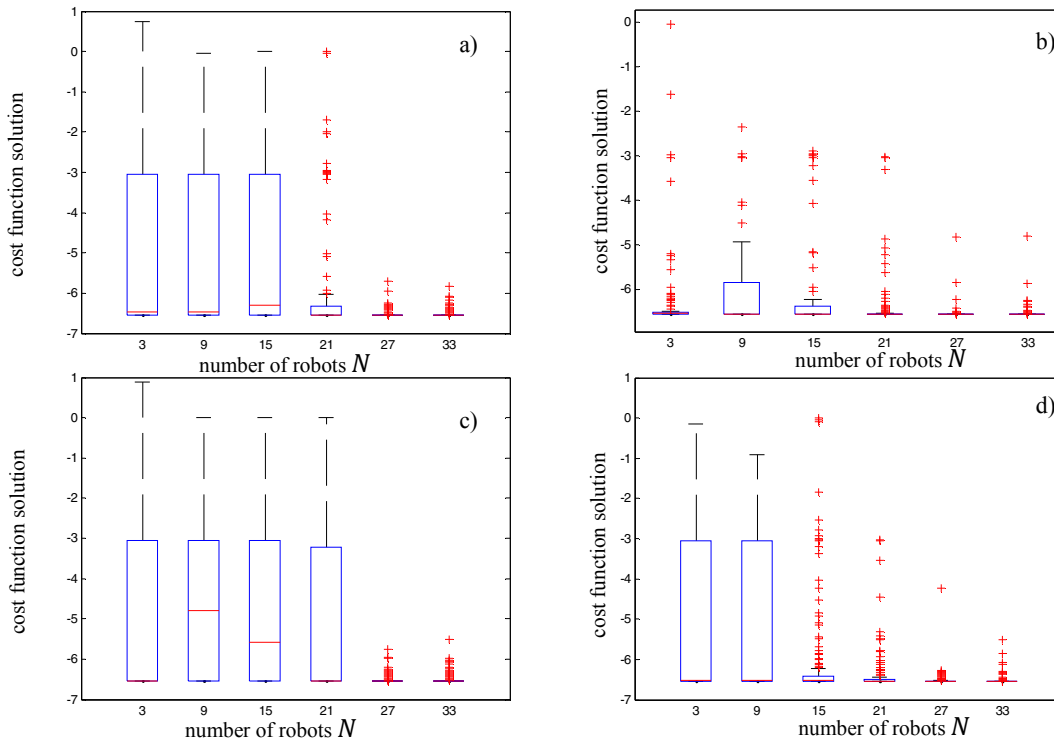 a)
1
0
-1
-2
-3
-4
-5
-6
-7
cost function solution
3 9 15 21 27 33
number of robots N
b)
0
-1
-2
-3
-4
-5
-6
cost function solution
3 9 15 21 27 33
number of robots N
c)
1
0
-1
-2
-3
-4
-5
-6
-7
cost function solution
3 9 15 21 27 33
number of robots N
d)
1
0
-1
-2
-3
-4
-5
-6
-7
cost function solution
3 9 15 21 27 33
number of robots N